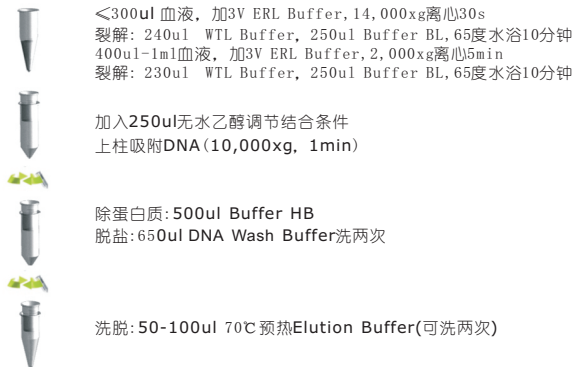 ≤300ul 血液，加3V ERL Buffer,14,000xg离心30s
裂解: 240ul WTL Buffer，250ul Buffer BL,65度水浴10分钟
400ul-1ml血液，加3V ERL Buffer,2,000xg离心5min
裂解: 230ul WTL Buffer，250ul Buffer BL,65度水浴10分钟
加入250ul无水乙醇调节结合条件
上柱吸附DNA(10,000xg，1min)
除蛋白质:500ul Buffer HB
脱盐:650ul DNA Wash Buffer洗两次
洗脱:50-100ul 70℃预热Elution Buffer(可洗两次)